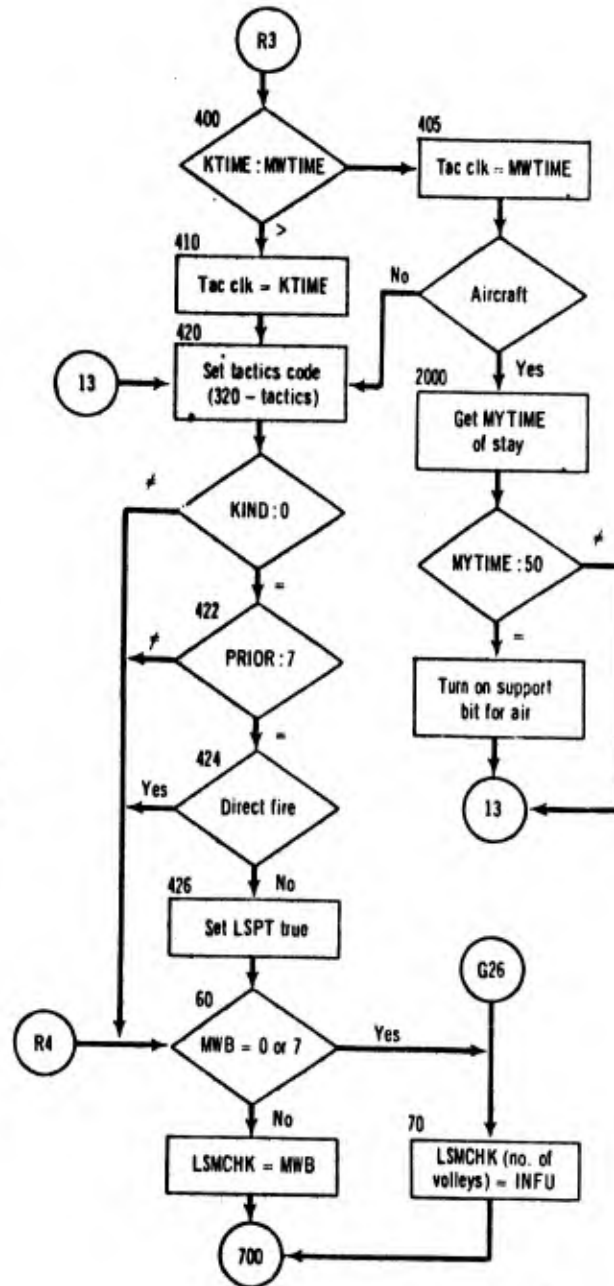 R3
400
KTIME : MWTIME
>
405
Tac clk = MWTIME
410
Tac clk = KTIME
No
Aircraft
Yes
420
13
Set tactics code
(320 - tactics)
2000
Get MYTIME
of stay
≠
KIND : 0
=
MYTIME : 50
≠
=
422
≠
PRIOR : 7
=
Turn on support
bit for air
424
Yes
Direct fire
No
13
426
Set LSPT true
G26
60
R4
MWB = 0 or 7
Yes
No
LSMCHK = MWB
70
LSMCHK (no. of
volleys) = INFU
700